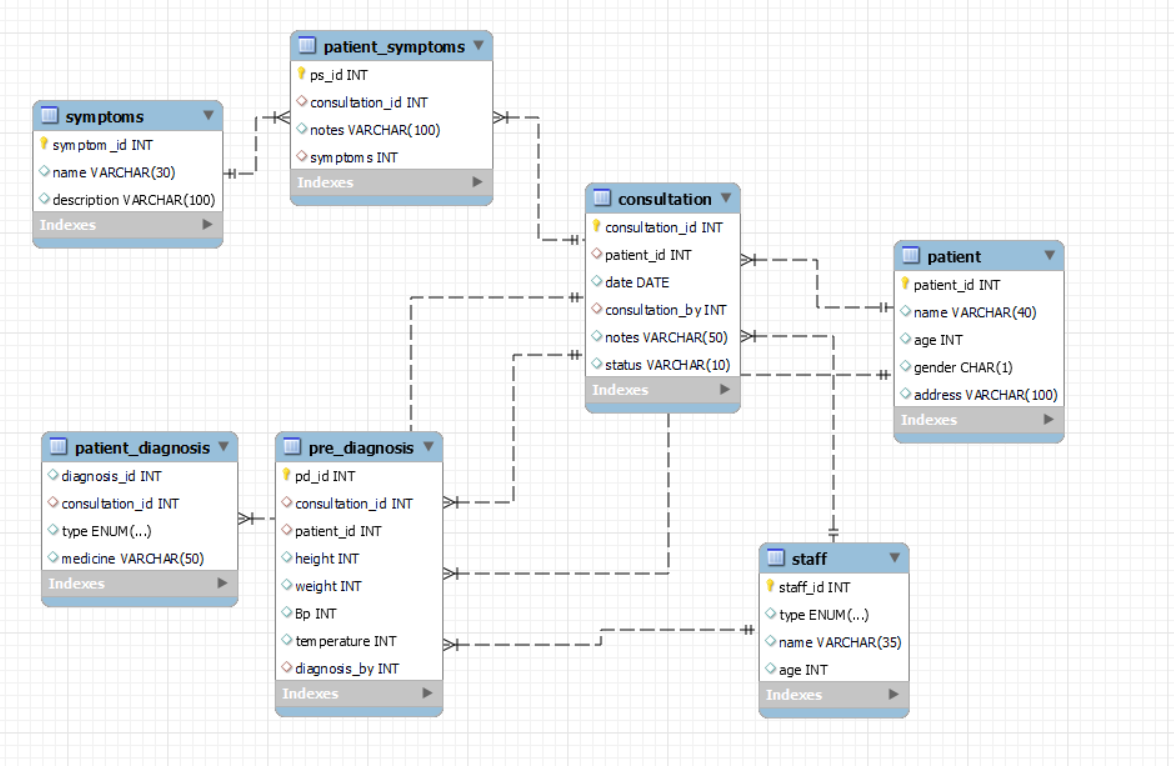 patient_symptoms
ps_id INT
consultation_id INT
notes VARCHAR(100)
symptoms INT
Indexes
symptoms
symptom_id INT
name VARCHAR(30)
description VARCHAR(100)
Indexes
consultation
consultation_id INT
patient_id INT
date DATE
consultation_by INT
notes VARCHAR(50)
status VARCHAR(10)
Indexes
patient
patient_id INT
name VARCHAR(40)
age INT
gender CHAR(1)
address VARCHAR(100)
Indexes
patient_diagnosis
diagnosis_id INT
consultation_id INT
type ENUM(...)
medicine VARCHAR(50)
Indexes
pre_diagnosis
pd_id INT
consultation_id INT
patient_id INT
height INT
weight INT
Bp INT
temperature INT
diagnosis_by INT
Indexes
staff
staff_id INT
type ENUM(...)
name VARCHAR(35)
age INT
Indexes